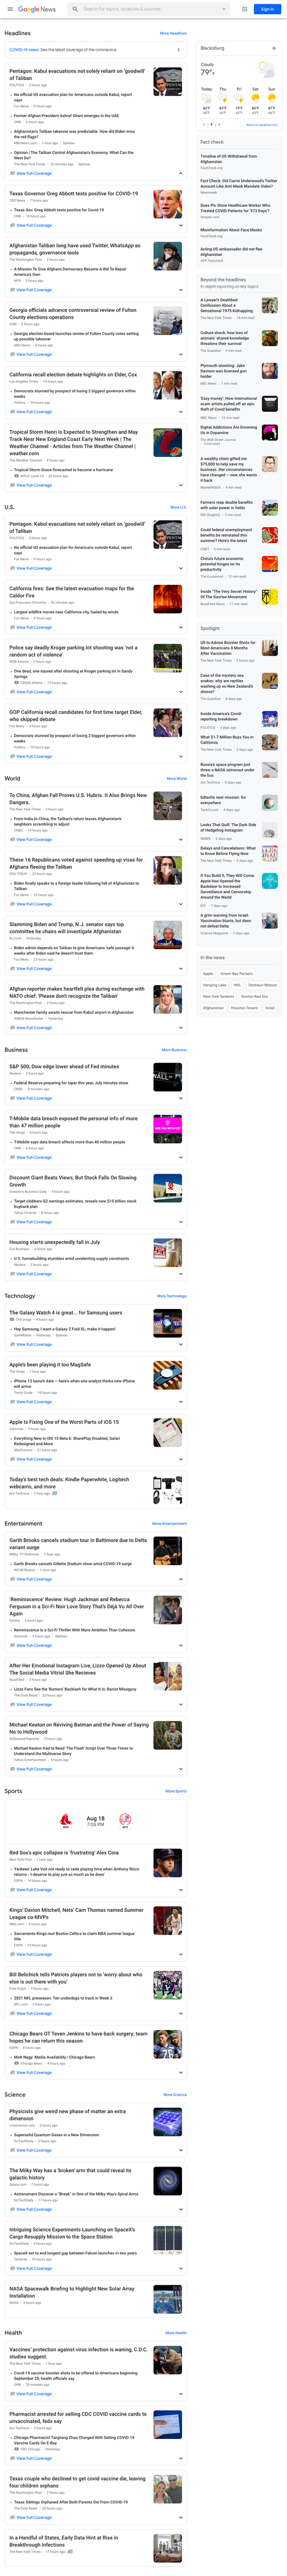 Google News
Search for topics, locations & sources
Sign in
Headlines
More Headlines
COVID-19 news: See the latest coverage of the coronavirus
Pentagon: Kabul evacuations not solely reliant on 'goodwill'
of Taliban
No official US evacuation plan for Americans outside Kabul, report
says
Former Afghan President Ashraf Ghani emerges in the UAE
Afghanistan's Taliban takeover was predictable. How did Biden miss
the red flags?
Opinion | The Taliban Control Afghanistan's Economy. What Can the
West Do?
View Full Coverage
Texas Governor Greg Abbott tests positive for COVID-19
Texas Gov. Greg Abbott tests positive for Covid-19
View Full Coverage
Afghanistan Taliban long have used Twitter, WhatsApp as
propaganda, governance tools
A Mission To Give Afghans Democracy Became A Bid To Repair
America's Own
View Full Coverage
Georgia officials advance controversial review of Fulton
County elections operations
Georgia election board launches review of Fulton County votes setting
up possible takeover
View Full Coverage
California recall election debate highlights on Elder, Cox
Democrats stunned by prospect of losing 2 biggest governors within
weeks
View Full Coverage
Tropical Storm Henri Is Expected to Strengthen and May
Track Near New England Coast Early Next Week | The
Weather Channel - Articles from The Weather Channel |
weather.com
Tropical Storm Grace forecasted to become a hurricane
View Full Coverage
U.S.
More U.S.
Pentagon: Kabul evacuations not solely reliant on 'goodwill'
of Taliban
No official US evacuation plan for Americans outside Kabul, report
says
View Full Coverage
California fires: See the latest evacuation maps for the
Caldor Fire
Largest wildfire moves near California city, fueled by winds
View Full Coverage
Police say deadly Kroger parking lot shooting was 'not a
random act of violence'
One dead, one injured after shooting at Kroger parking lot in Sandy
Springs
View Full Coverage
GOP California recall candidates for first time target Elder,
who skipped debate
Democrats stunned by prospect of losing 2 biggest governors within
weeks
View Full Coverage
World
More World
To China, Afghan Fall Proves U.S. Hubris. It Also Brings New
Dangers.
From India to China, the Taliban's return leaves Afghanistan's
neighbors scrambling to adjust
View Full Coverage
These 16 Republicans voted against speeding up visas for
Afghans fleeing the Taliban
Biden finally speaks to a foreign leader following fall of Afghanistan to
Taliban
View Full Coverage
Slamming Biden and Trump, N.J. senator says top
committee he chairs will investigate Afghanistan
View Full Coverage
Afghan reporter makes heartfelt plea during exchange with
NATO chief: 'Please don't recognize the Taliban'
Manchester family awaits rescue from Kabul airport in Afghanistan
View Full Coverage
Business
More Business
S&P 500, Dow edge lower ahead of Fed minutes
Federal Reserve preparing for taper this year, July minutes show
View Full Coverage
T-Mobile data breach exposed the personal info of more
than 47 million people
T-Mobile says data breach affects more than 40 million people
View Full Coverage
Discount Giant Beats Views, But Stock Falls On Slowing
Growth
Target clobbers Q2 earnings estimates, reveals new $15 billion stock
buyback plan
View Full Coverage
Housing starts unexpectedly fall in July
U.S. homebuilding stumbles amid unrelenting supply constraints
View Full Coverage
Technology
More Technology
The Galaxy Watch 4 is great... for Samsung users
Hey Samsung, I want a Galaxy Z Fold XL, make it happen!
View Full Coverage
Apple's been playing it too MagSafe
iPhone 13 launch date — here's when one analyst thinks new iPhone
will arrive
View Full Coverage
Apple Is Fixing One of the Worst Parts of iOS 15
Everything New in iOS 15 Beta 6: SharePlay Disabled, Safari
Redesigned and More
View Full Coverage
Today's best tech deals: Kindle Paperwhite, Logitech
webcams, and more
Entertainment
More Entertainment
Garth Brooks cancels stadium tour in Baltimore due to Delta
variant surge
Garth Brooks cancels Gillette Stadium show amid COVID-19 surge
View Full Coverage
'Reminiscence' Review: Hugh Jackman and Rebecca
Ferguson in a Sci-Fi Noir Love Story That's Déjà Vu All Over
Again
Reminiscence Is a Sci-Fi Thriller With More Ambition Than Cohesion
View Full Coverage
After Her Emotional Instagram Live, Lizzo Opened Up About
The Social Media Vitriol She Recieves
Lizzo Fans See the 'Rumors' Backlash for What It Is: Racist Misogyny
View Full Coverage
Michael Keaton on Reviving Batman and the Power of Saying
No to Hollywood
Michael Keaton Had to Read 'The Flash' Script Over Three Times to
Understand the Multiverse Story
View Full Coverage
Sports
More Sports
Aug 18
7:05 PM
Red Sox's epic collapse is 'frustrating' Alex Cora
View Full Coverage
Kings' Davion Mitchell, Nets' Cam Thomas named Summer
League co-MVPs
Sacramento Kings rout Boston Celtics to claim NBA summer league
title
View Full Coverage
Bill Belichick tells Patriots players not to 'worry about who
else is out there with you'
2021 NFL preseason: Ten underdogs to track in Week 2
View Full Coverage
Chicago Bears OT Teven Jenkins to have back surgery; team
hopes he can return this season
Matt Nagy: Media Availability | Chicago Bears
View Full Coverage
Science
More Science
Physicists give weird new phase of matter an extra
dimension
Supersolid Quantum Gases in a New Dimension
View Full Coverage
The Milky Way has a 'broken' arm that could reveal its
galactic history
Astronomers Discover a "Break" in One of the Milky Way's Spiral Arms
View Full Coverage
Intriguing Science Experiments Launching on SpaceX's
Cargo Resupply Mission to the Space Station
SpaceX set to end longest gap between Falcon launches in two years
View Full Coverage
NASA Spacewalk Briefing to Highlight New Solar Array
Installation
Health
More Health
Vaccines' protection against virus infection is waning, C.D.C.
studies suggest.
Covid-19 vaccine booster shots to be offered to Americans beginning
September 20, health officials say
View Full Coverage
Pharmacist arrested for selling CDC COVID vaccine cards to
unvaccinated, feds say
Chicago Pharmacist Tangtang Zhao Charged With Selling COVID-19
Vaccine Cards On E-Bay
View Full Coverage
Texas couple who declined to get covid vaccine die, leaving
four children orphans
Texas Siblings Orphaned After Both Parents Die From COVID-19
View Full Coverage
In a Handful of States, Early Data Hint at Rise in
Breakthrough Infections
Blacksburg
Cloudy
79°F
Today
Thu
Fri
Sat
Sun
More on weather.com
Fact check
Timeline of US Withdrawal from
Afghanistan
FactCheck.org
Fact Check: Did Carrie Underwood's Twitter
Account Like Anti-Mask Mandate Video?
Newsweek
Does Pic Show Healthcare Worker Who
Treated COVID Patients for '573 Days'?
Snopes.com
Misinformation About Face Masks
FactCheck.org
Acting US ambassador did not flee
Afghanistan
AFP Factcheck
Beyond the headlines
In-depth reporting on key topics
A Lawyer's Deathbed
Confession About a
Sensational 1975 Kidnapping
Culture shock: how loss of
animals' shared knowledge
threatens their survival
Plymouth shooting: Jake
Davison was licensed gun
holder
'Easy money': How international
scam artists pulled off an epic
theft of Covid benefits
Digital Addictions Are Drowning
Us in Dopamine
A wealthy client gifted me
$75,000 to help save my
business. Her circumstances
have changed — now she wants
it back
Farmers reap double benefits
with solar power in fields
Could federal unemployment
benefits be reinstated this
summer? Here's the latest
China's future economic
potential hinges on its
productivity
Inside "The Very Secret History"
Of The Sunrise Movement
Spotlight
US to Advise Booster Shots for
Most Americans 8 Months
After Vaccination
Case of the mystery sea
snakes: why are reptiles
washing up on New Zealand's
shores?
Inside America's Covid-
reporting breakdown
What $1.7 Million Buys You in
California
Russia's space program just
threw a NASA astronaut under
the bus
EdTech's next mission: Go
everywhere
Looks That Quill: The Dark Side
of Hedgehog Instagram
Delays and Cancelations: What
to Know Before Flying Now
If You Build It, They Will Come:
Apple Has Opened the
Backdoor to Increased
Surveillance and Censorship
Around the World
A grim warning from Israel:
Vaccination blunts, but does
not defeat Delta
In the news
Apple
Green Bay Packers
Hanging Lake
NHL
Deshaun Watson
New York Yankees
Boston Red Sox
Afghanistan
Houston Texans
Israel